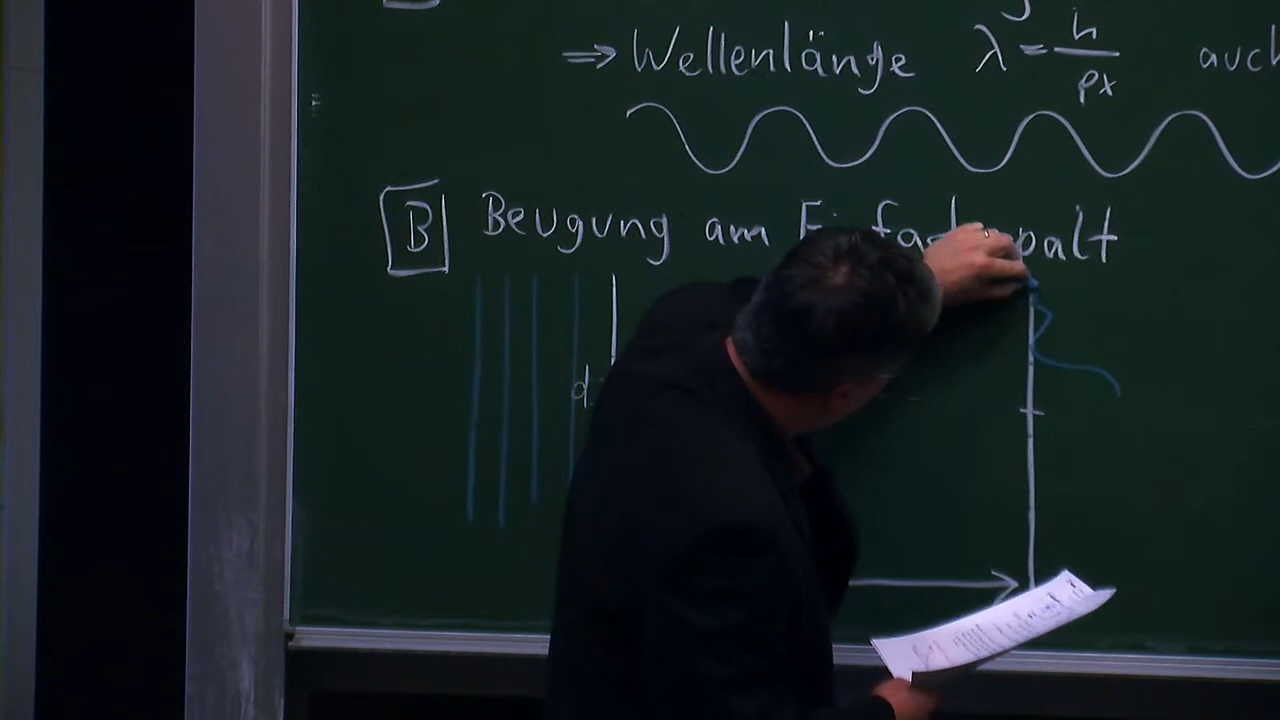 ⇒ Wellenlänge λ = h / px auch
B Beugung am
d